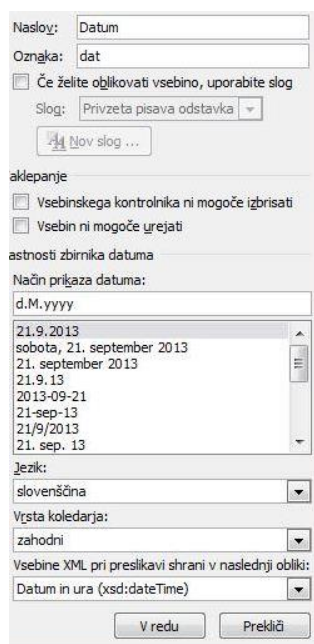 Naslov: Datum
Oznaka: dat
Če želite oblikovati vsebino, uporabite slog
Slog: Privzeta pisava odstavka
Nov slog ...
aklepanje
Vsebinskega kontrolnika ni mogoče izbrisati
Vsebin ni mogoče urejati
astnosti zbirnika datuma
Način prikaza datuma:
d.M.yyyy
21.9.2013
sobota, 21. september 2013
21. september 2013
21.9.13
2013-09-21
21-sep-13
21/9/2013
21. sep. 13
Jezik:
slovenščina
Vrsta koledarja:
zahodni
Vsebine XML pri preslikavi shrani v naslednji obliki:
Datum in ura (xsd:dateTime)
V redu Prekliči